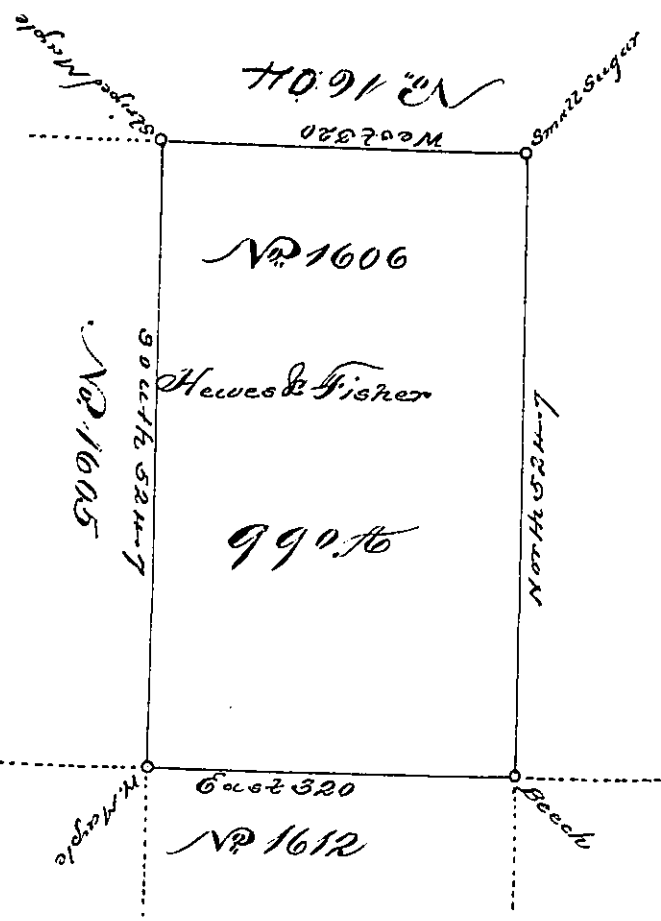 Striped Maple
No. 1604
Small Sugar
West 320
No. 1606
No. 1605
South 524.7
Hewes & Fisher
North 524.7
990.A
East 320
M. Maple
Beech
No. 1612